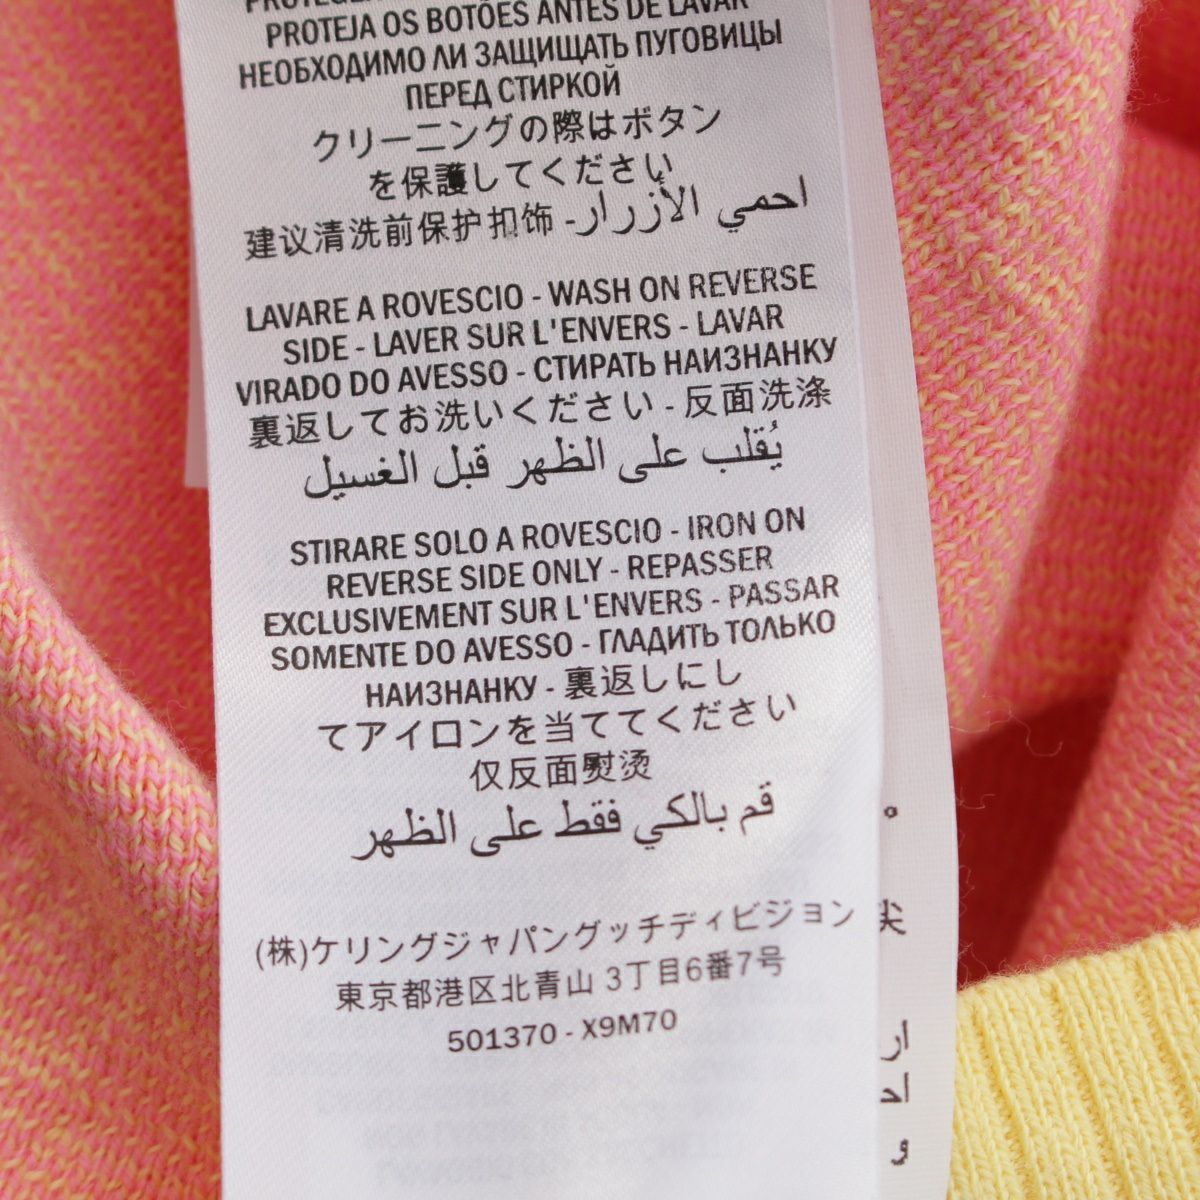 PROTEJA OS BOTÕES ANTES DE LAVAR
НЕОБХОДИМО ЛИ ЗАЩИЩАТЬ ПУГОВИЦЫ
ПЕРЕД СТИРКОЙ
クリーニングの際はボタン
を保護してください
建议清洗前保护扣饰 - احمي الأزرار
LAVARE A ROVESCIO - WASH ON REVERSE
SIDE - LAVER SUR L'ENVERS - LAVAR
VIRADO DO AVESSO - СТИРАТЬ НАИЗНАНКУ
裏返してお洗いください - 反面洗涤
يُقلب على الظهر قبل الغسيل
STIRARE SOLO A ROVESCIO - IRON ON
REVERSE SIDE ONLY - REPASSER
EXCLUSIVEMENT SUR L'ENVERS - PASSAR
SOMENTE DO AVESSO - ГЛАДИТЬ ТОЛЬКО
НАИЗНАНКУ - 裏返しにし
てアイロンを当ててください
仅反面熨烫
قم بالكي فقط على الظهر
(株)ケリングジャパングッチディビジョン
東京都港区北青山 3丁目6番7号
501370 - X9M70